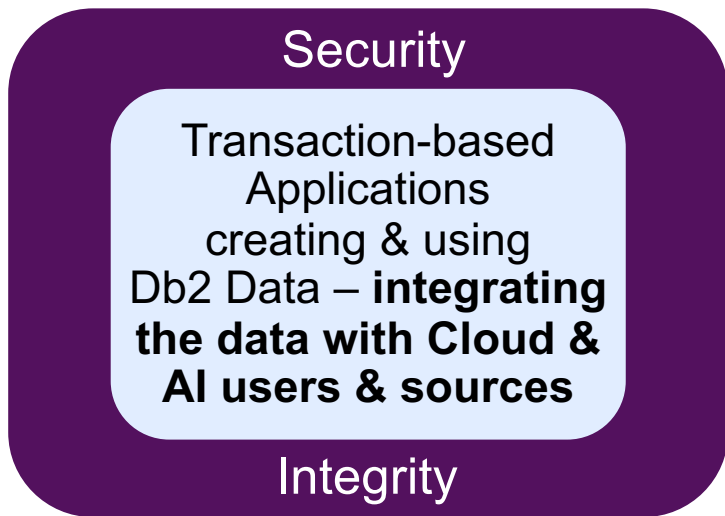 Security
Transaction-based
Applications
creating & using
Db2 Data – integrating
the data with Cloud &
AI users & sources
Integrity